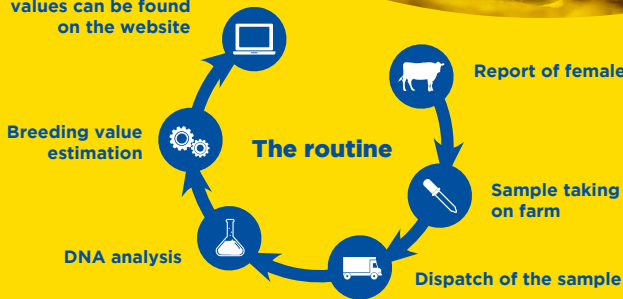 values can be found
on the website
Report of female
Breeding value
estimation
The routine
Sample taking
on farm
DNA analysis
Dispatch of the sample